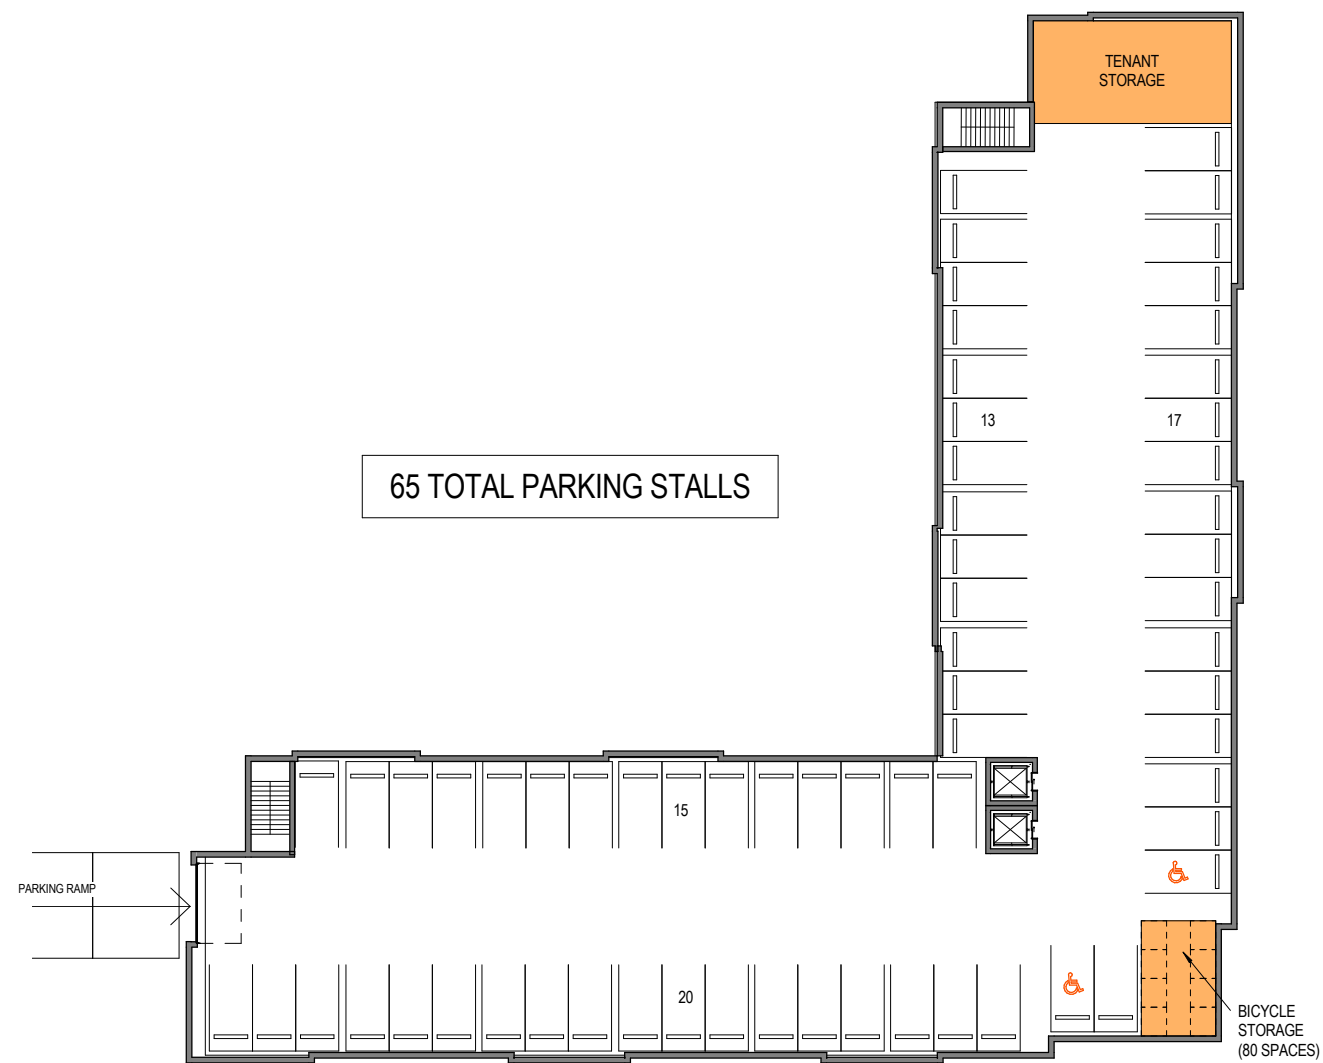 TENANT
STORAGE
13
17
65 TOTAL PARKING STALLS
15
PARKING RAMP
20
BICYCLE
STORAGE
(80 SPACES)